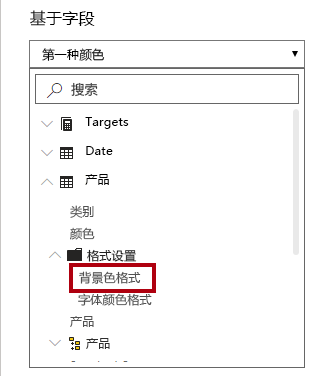 基于字段
第一种颜色
搜索
Targets
Date
产品
类别
颜色
格式设置
背景色格式
字体颜色格式
产品
产品